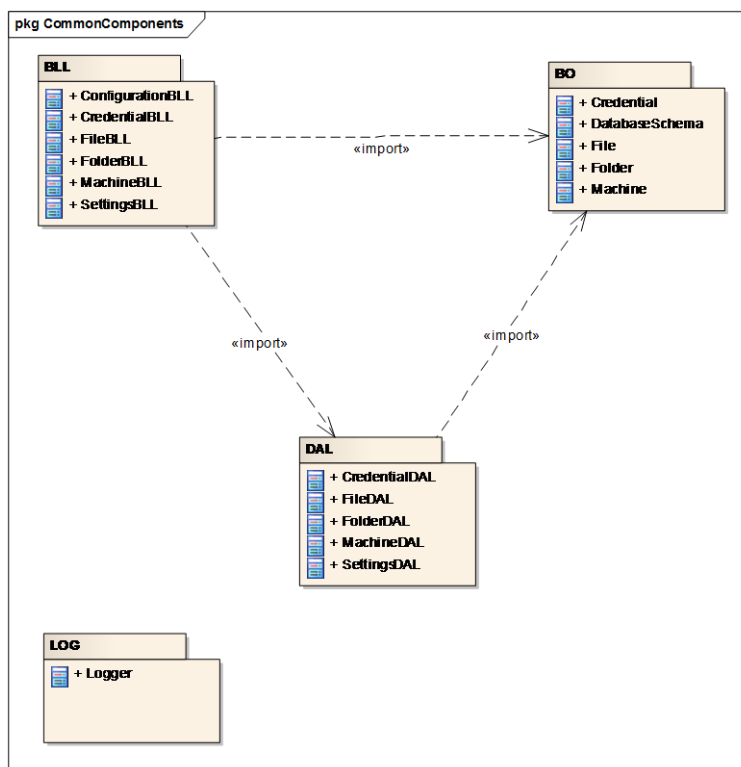 pkg CommonComponents
BLL
+ ConfigurationBLL
+ CredentialBLL
+ FileBLL
+ FolderBLL
+ MachineBLL
+ SettingsBLL
BO
+ Credential
+ DatabaseSchema
+ File
+ Folder
+ Machine
«import»
«import»
«import»
DAL
+ CredentialDAL
+ FileDAL
+ FolderDAL
+ MachineDAL
+ SettingsDAL
LOG
+ Logger